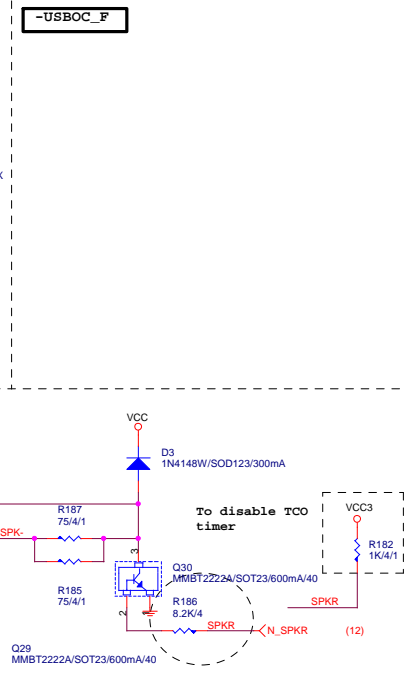 -USBOC_F
X
VCC
D3
1N4148W/SOD123/300mA
R187
75/4/1
SPK-
To disable TCO
timer
VCC3
R182
1K/4/1
3
Q30
MMBT2222A/SOT23/600mA/40
R185
75/4/1
2
R186
8.2K/4
SPKR
SPKR
N_SPKR
(12)
Q29
MMBT2222A/SOT23/600mA/40